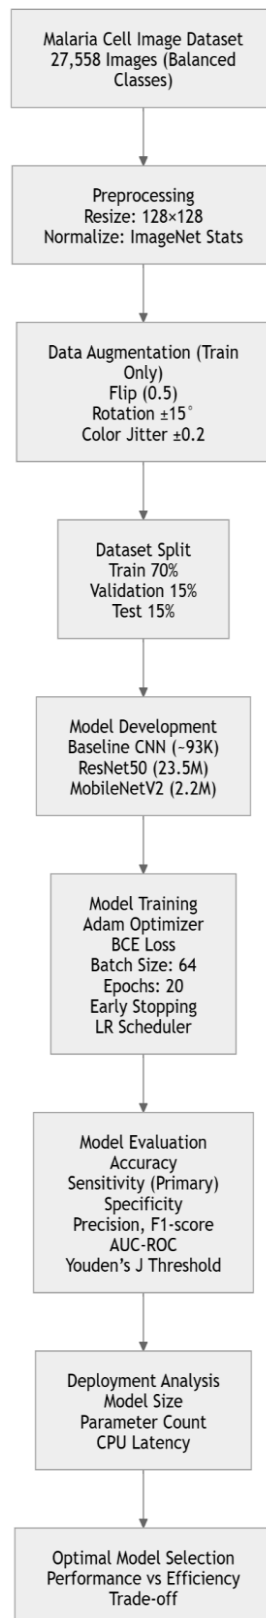 Malaria Cell Image Dataset
27,558 Images (Balanced
Classes)
Preprocessing
Resize: 128×128
Normalize: ImageNet Stats
Data Augmentation (Train
Only)
Flip (0.5)
Rotation ±15°
Color Jitter ±0.2
Dataset Split
Train 70%
Validation 15%
Test 15%
Model Development
Baseline CNN (~93K)
ResNet50 (23.5M)
MobileNetV2 (2.2M)
Model Training
Adam Optimizer
BCE Loss
Batch Size: 64
Epochs: 20
Early Stopping
LR Scheduler
Model Evaluation
Accuracy
Sensitivity (Primary)
Specificity
Precision, F1-score
AUC-ROC
Youden's J Threshold
Deployment Analysis
Model Size
Parameter Count
CPU Latency
Optimal Model Selection
Performance vs Efficiency
Trade-off